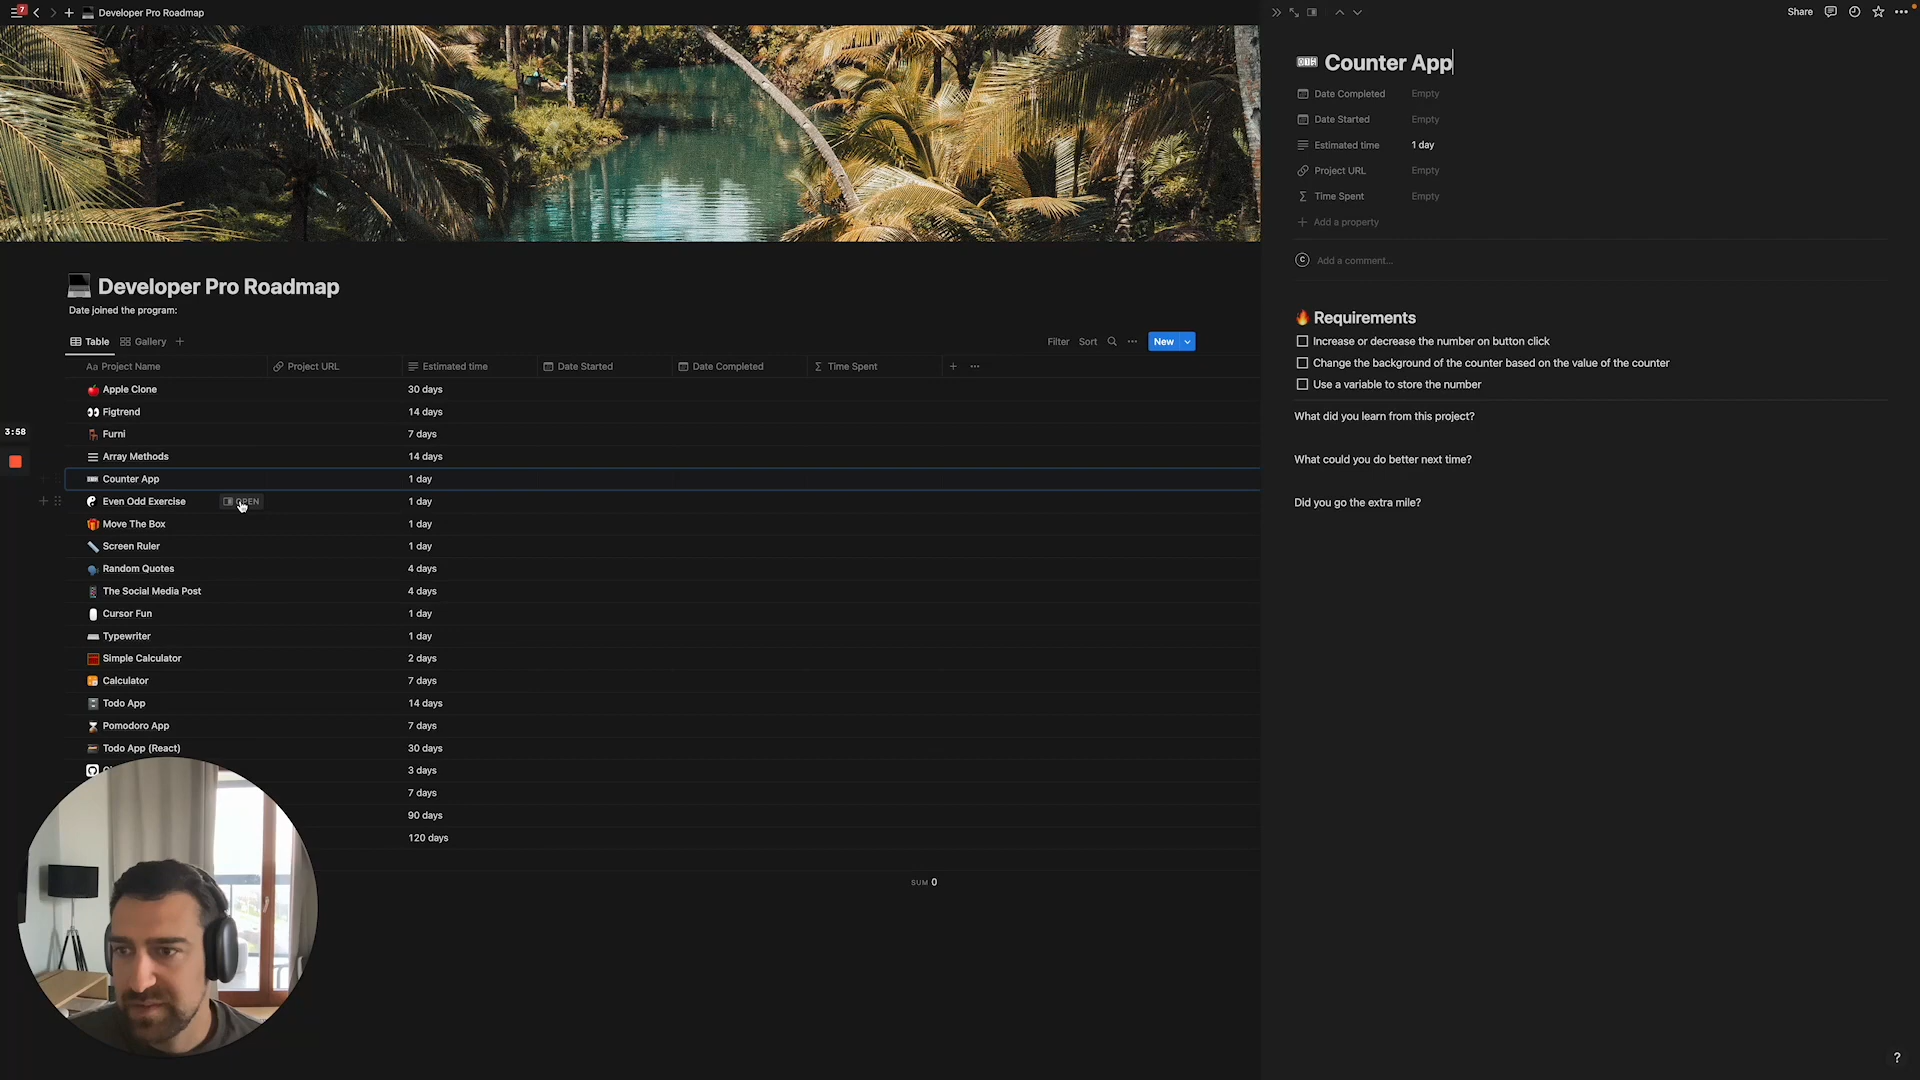 7
Developer Pro Roadmap
Share
Counter App
Date Completed Empty
Date Started Empty
Estimated time 1 day
Project URL Empty
Time Spent Empty
Add a property
C Add a comment...
Requirements
Increase or decrease the number on button click
Change the background of the counter based on the value of the counter
Use a variable to store the number
What did you learn from this project?
What could you do better next time?
Did you go the extra mile?
Developer Pro Roadmap
Date joined the program:
Table Gallery
Filter Sort New
Aa Project Name Project URL Estimated time Date Started Date Completed Time Spent
Apple Clone 30 days
Figtrend 14 days
3:58
Furni 7 days
Array Methods 14 days
Counter App 1 day
Even Odd Exercise OPEN 1 day
Move The Box 1 day
Screen Ruler 1 day
Random Quotes 4 days
The Social Media Post 4 days
Cursor Fun 1 day
Typewriter 1 day
Simple Calculator 2 days
Calculator 7 days
Todo App 14 days
Pomodoro App 7 days
Todo App (React) 30 days
3 days
7 days
90 days
120 days
SUM 0
?